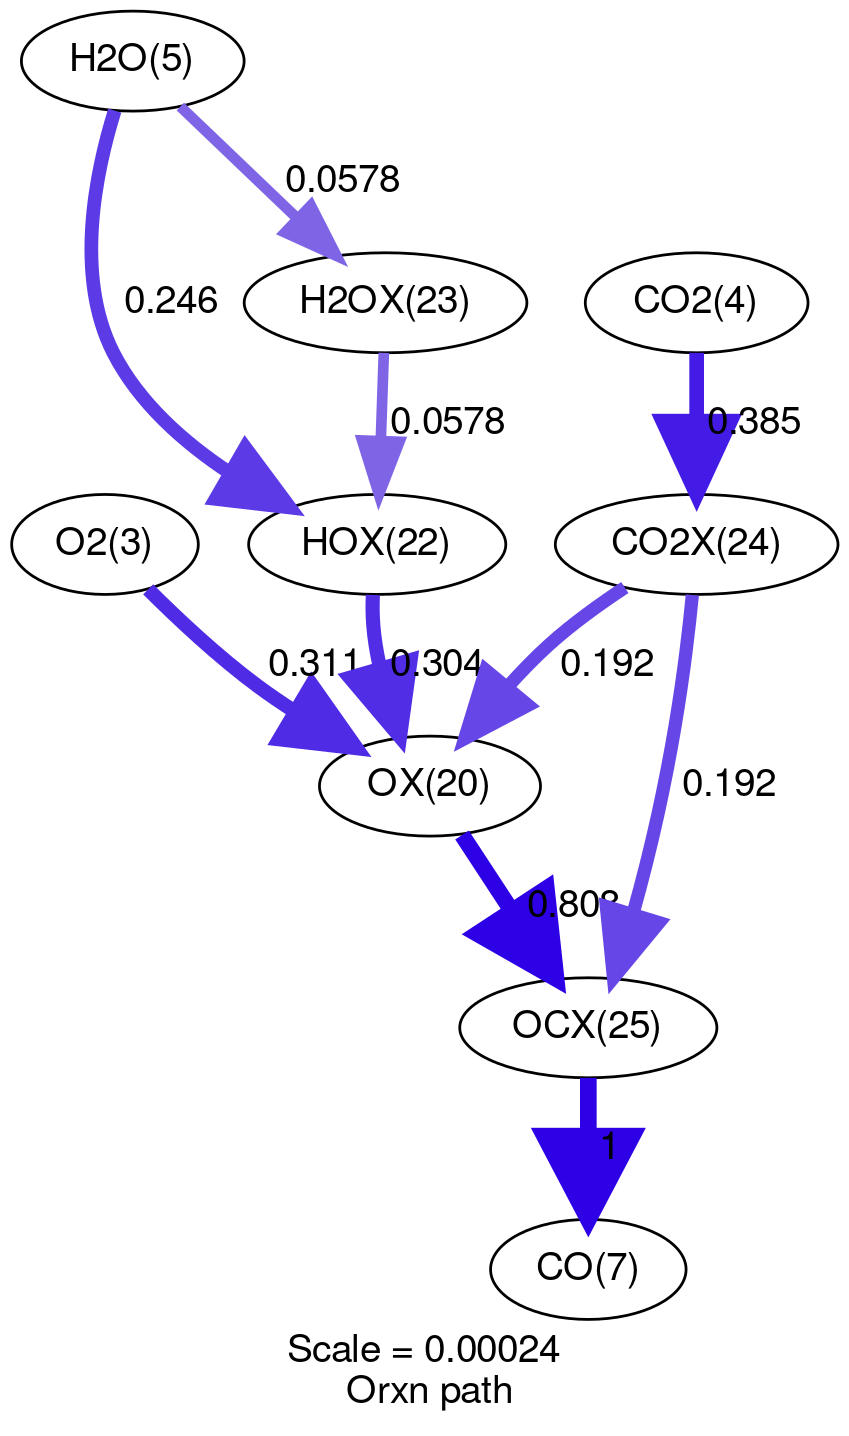 H2O(5)
0.0578
0.246
H2OX(23)
CO2(4)
0.0578
0.385
O2(3)
HOX(22)
CO2X(24)
0.311
0.304
0.192
OX(20)
0.192
0.808
OCX(25)
1
CO(7)
Scale = 0.00024
Orxn path